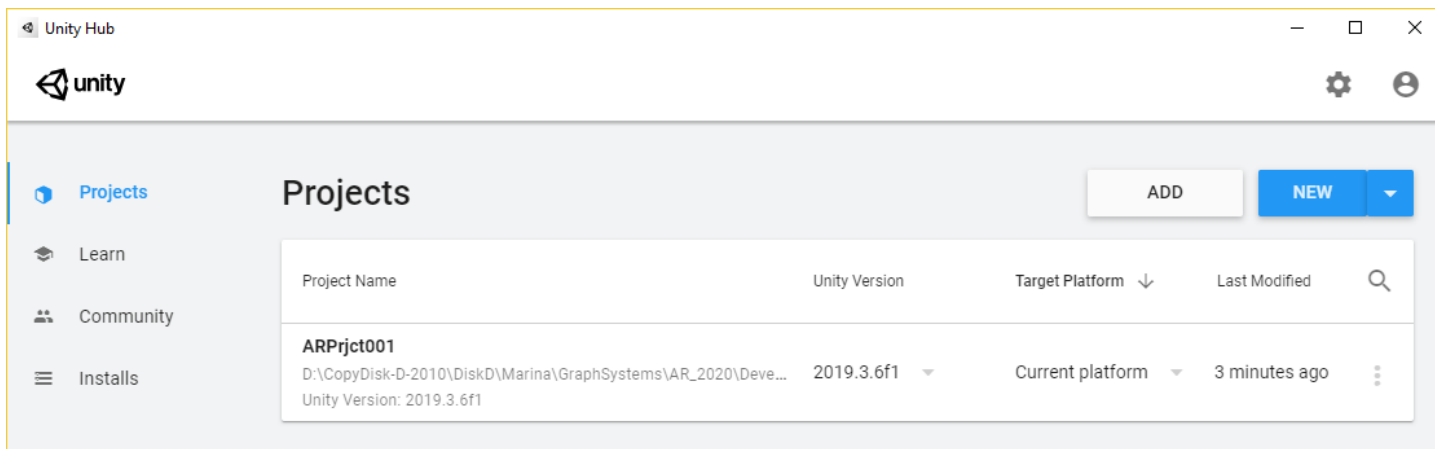 Unity Hub
unity
Projects
Learn
Community
Installs
Projects
ADD
NEW
Project Name Unity Version Target Platform Last Modified
ARPrjct001
D:\CopyDisk-D-2010\DiskD\Marina\GraphSystems\AR_2020\Deve... 2019.3.6f1 Current platform 3 minutes ago
Unity Version: 2019.3.6f1